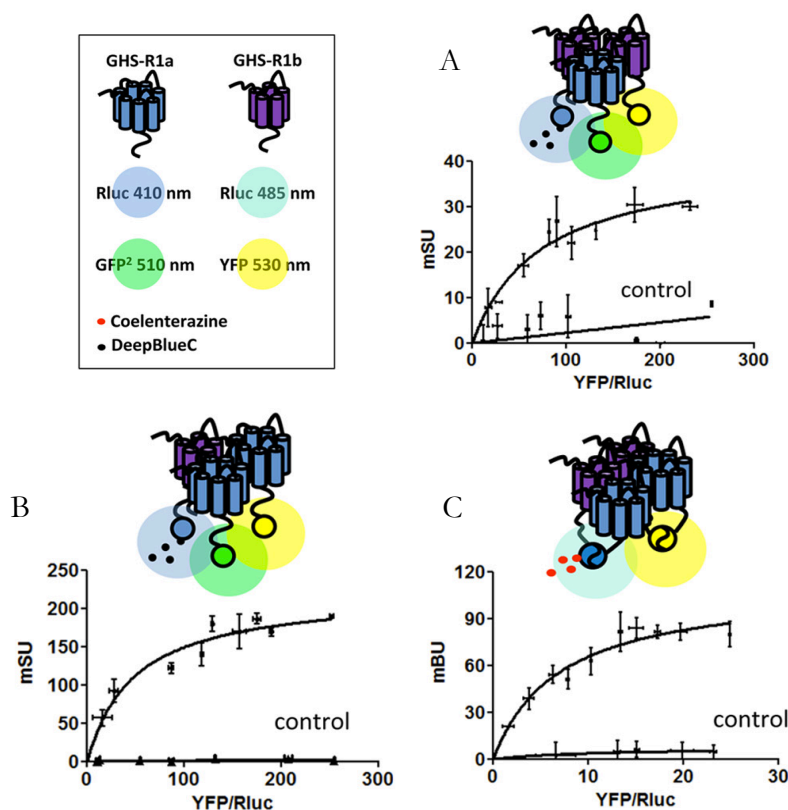 GHS-R1a GHS-R1b
Rluc 410 nm Rluc 485 nm
GFP² 510 nm YFP 530 nm
Coelenterazine
DeepBlueC
A
40
30
20
10
0
mSU
control
0 100 200 300
YFP/Rluc
B
250
200
150
100
50
0
mSU
control
0 100 200 300
YFP/Rluc
C
120
90
60
30
0
mBU
control
0 10 20 30
YFP/Rluc